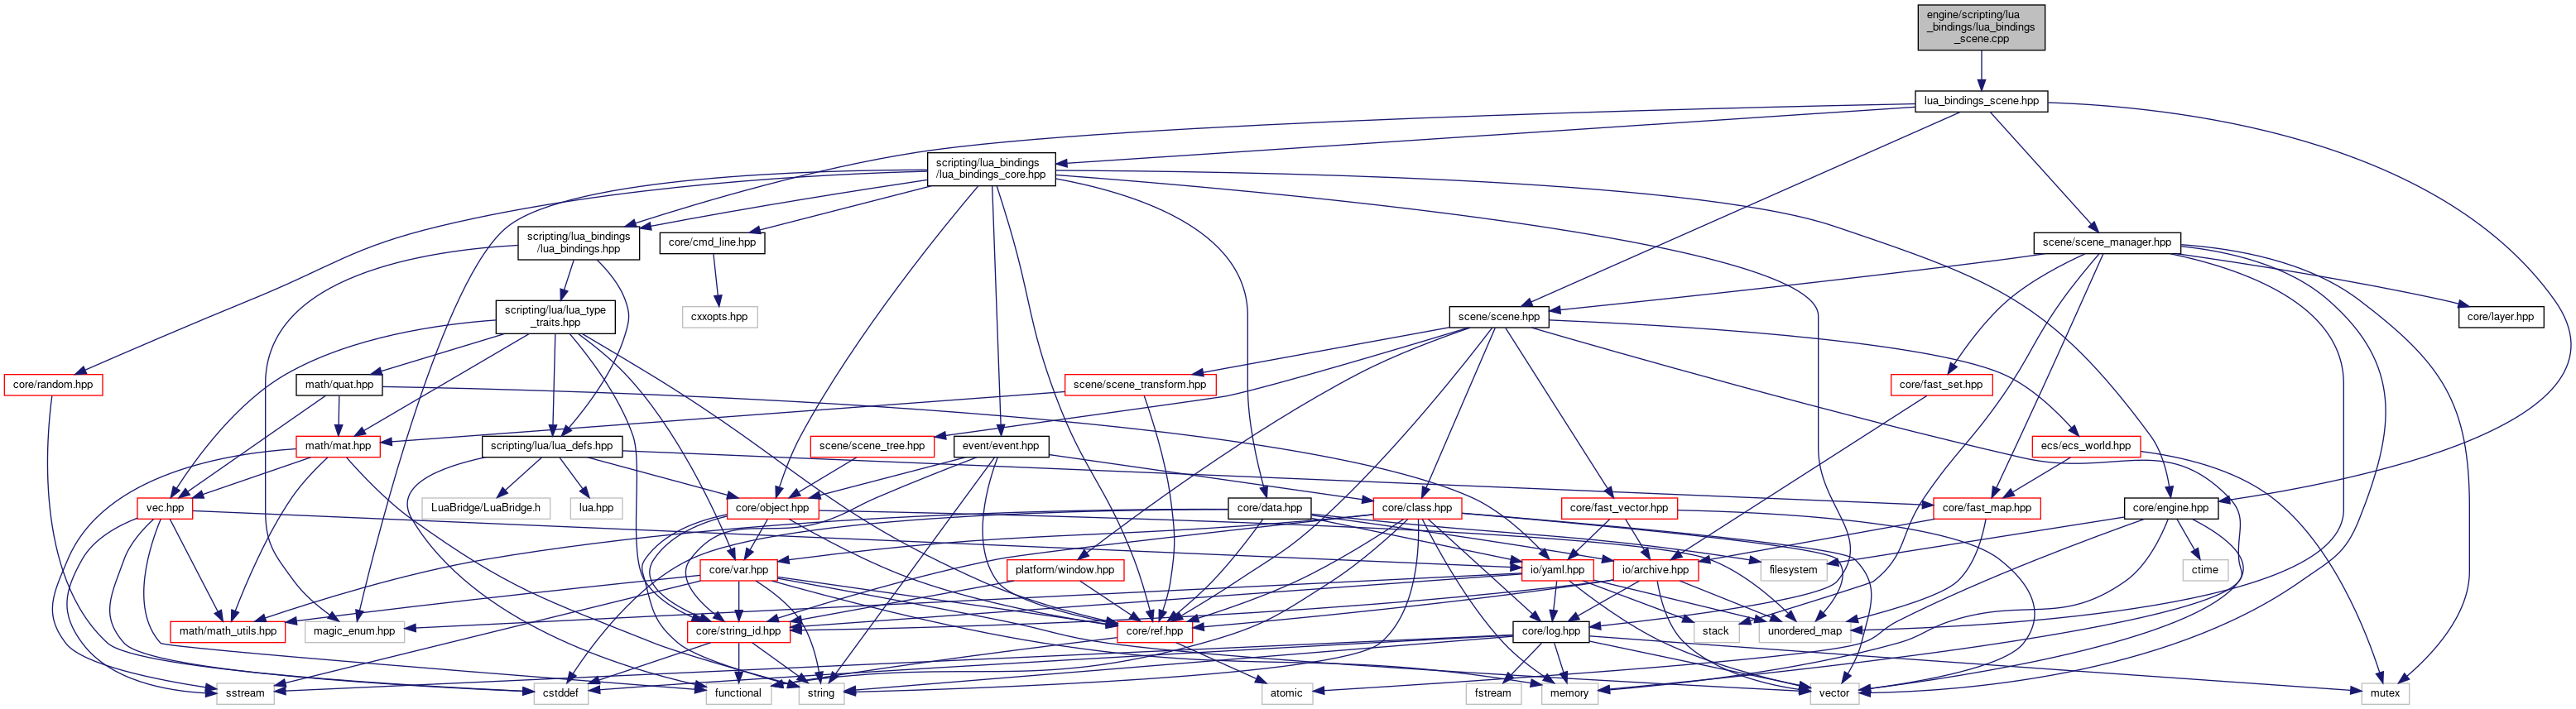 engine/scripting/lua
_bindings/lua_bindings
_scene.cpp
lua_bindings_scene.hpp
scripting/lua_bindings
/lua_bindings_core.hpp
scripting/lua_bindings
/lua_bindings.hpp
core/cmd_line.hpp
scene/scene_manager.hpp
cxxopts.hpp
scripting/lua/lua_type
_traits.hpp
scene/scene.hpp
core/layer.hpp
core/random.hpp
math/quat.hpp
scene/scene_transform.hpp
core/fast_set.hpp
math/mat.hpp
scripting/lua/lua_defs.hpp
scene/scene_tree.hpp
event/event.hpp
ecs/ecs_world.hpp
vec.hpp
LuaBridge/LuaBridge.h
lua.hpp
core/object.hpp
core/data.hpp
core/class.hpp
core/fast_vector.hpp
core/fast_map.hpp
core/engine.hpp
core/var.hpp
platform/window.hpp
io/yaml.hpp
io/archive.hpp
filesystem
ctime
math/math_utils.hpp
magic_enum.hpp
core/string_id.hpp
core/ref.hpp
core/log.hpp
stack
unordered_map
sstream
cstddef
functional
string
atomic
fstream
memory
vector
mutex